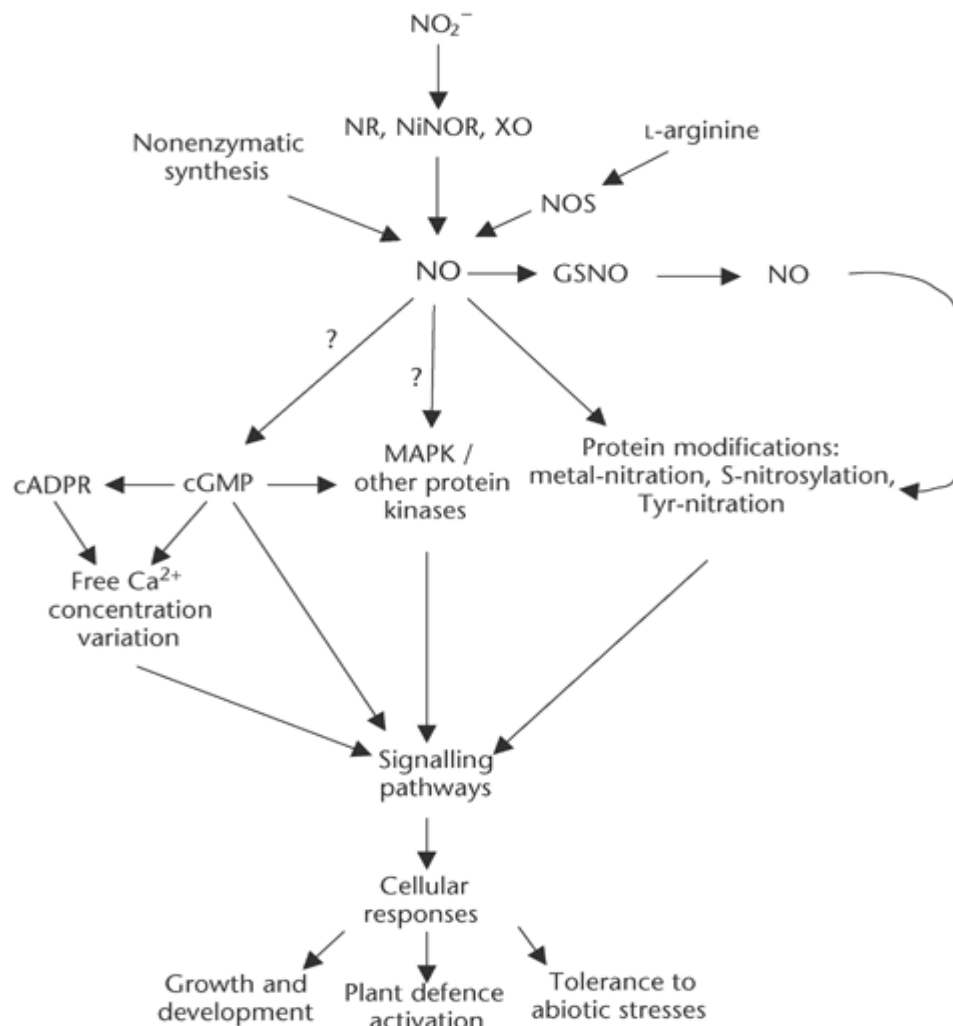 NO₂⁻
NR, NiNOR, XO
Nonenzymatic
synthesis
L-arginine
NOS
NO
GSNO
NO
?
?
MAPK /
other protein
kinases
Protein modifications:
metal-nitration, S-nitrosylation,
Tyr-nitration
cADPR
cGMP
Free Ca²⁺
concentration
variation
Signalling
pathways
Cellular
responses
Growth and
development
Plant defence
activation
Tolerance to
abiotic stresses